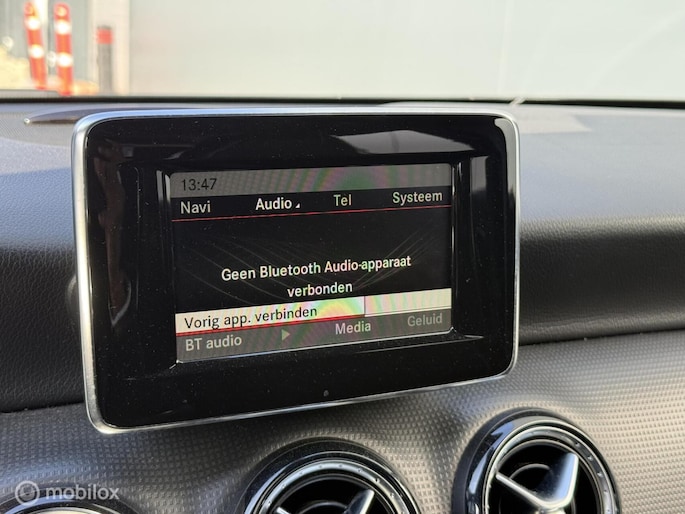 13:47
Navi Audio Tel Systeem
Geen Bluetooth Audio-apparaat
verbonden
Vorig app. verbinden
BT audio Media Geluid
mobilox